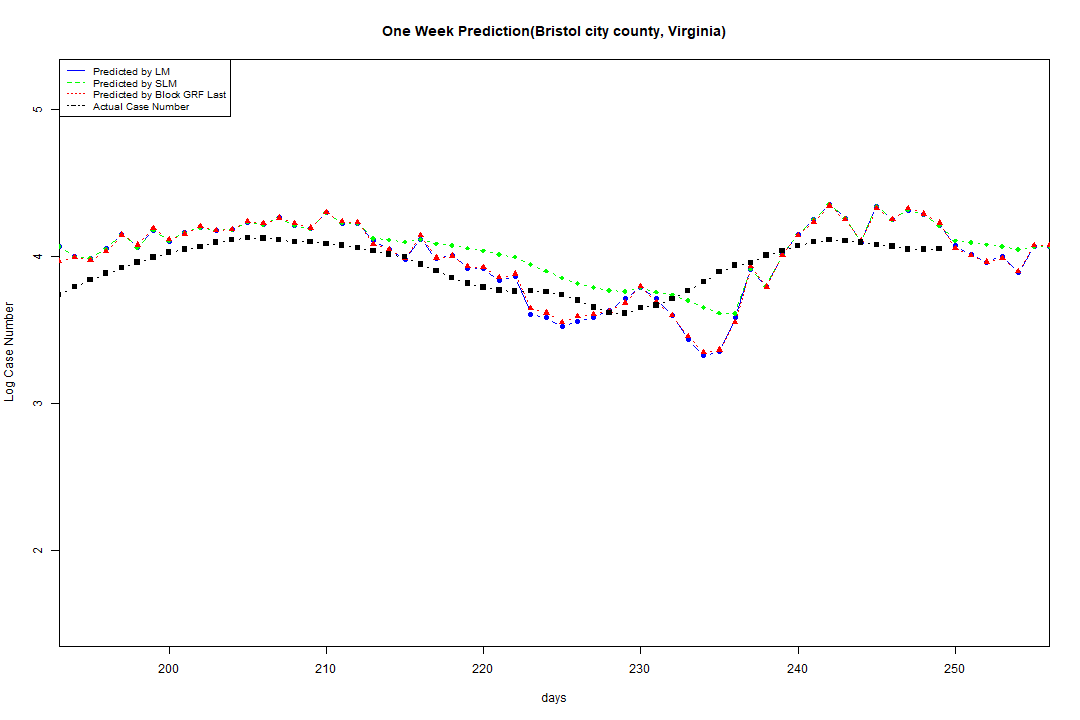 One Week Prediction(Bristol city county, Virginia)
Predicted by LM
Predicted by SLM
Predicted by Block GRF Last
Actual Case Number
5
4
3
2
Log Case Number
200 210 220 230 240 250
days